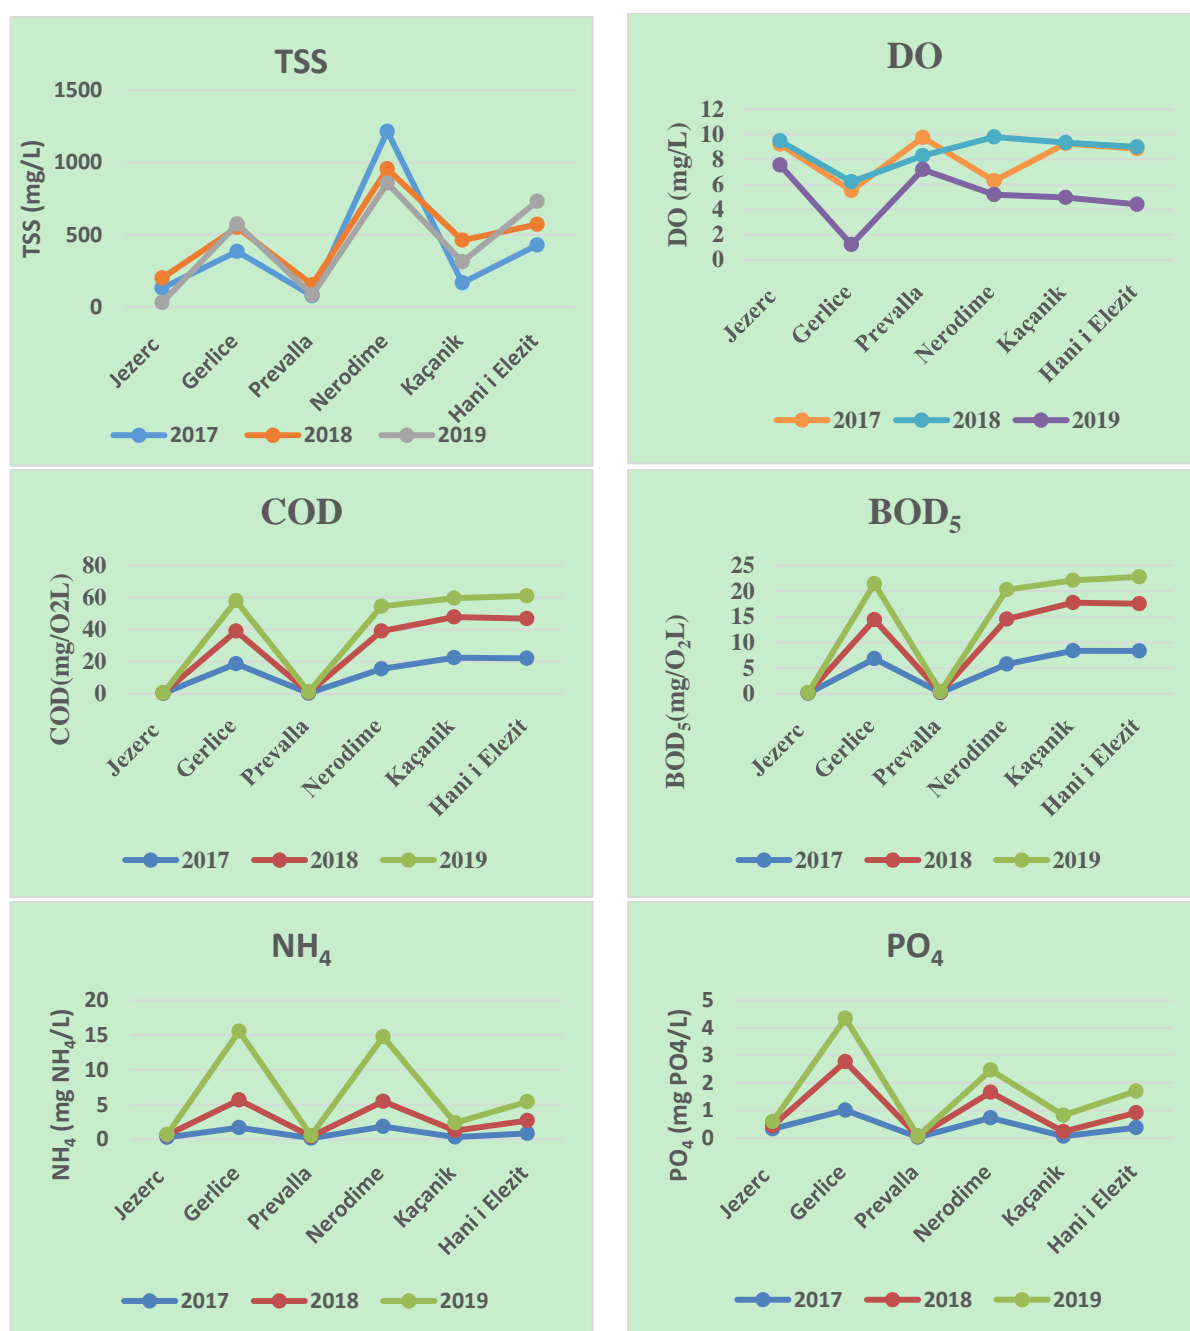 TSS
TSS (mg/L)
1500
1000
500
0
Jezerc
Gerlice
Prevalla
Nerodime
Kaçanik
Hani i Elezit
2017 2018 2019
DO
DO (mg/L)
12
10
8
6
4
2
0
Jezerc
Gerlice
Prevalla
Nerodime
Kaçanik
Hani i Elezit
2017 2018 2019
COD
COD(mg/O2L)
80
60
40
20
0
Jezerc
Gerlice
Prevalla
Nerodime
Kaçanik
Hani i Elezit
2017 2018 2019
BOD₅
BOD₅(mg/O₂L)
25
20
15
10
5
0
Jezerc
Gerlice
Prevalla
Nerodime
Kaçanik
Hani i Elezit
2017 2018 2019
NH₄
NH₄ (mg NH₄/L)
20
15
10
5
0
Jezerc
Gerlice
Prevalla
Nerodime
Kaçanik
Hani i Elezit
2017 2018 2019
PO₄
PO₄ (mg PO4/L)
5
4
3
2
1
0
Jezerc
Gerlice
Prevalla
Nerodime
Kaçanik
Hani i Elezit
2017 2018 2019